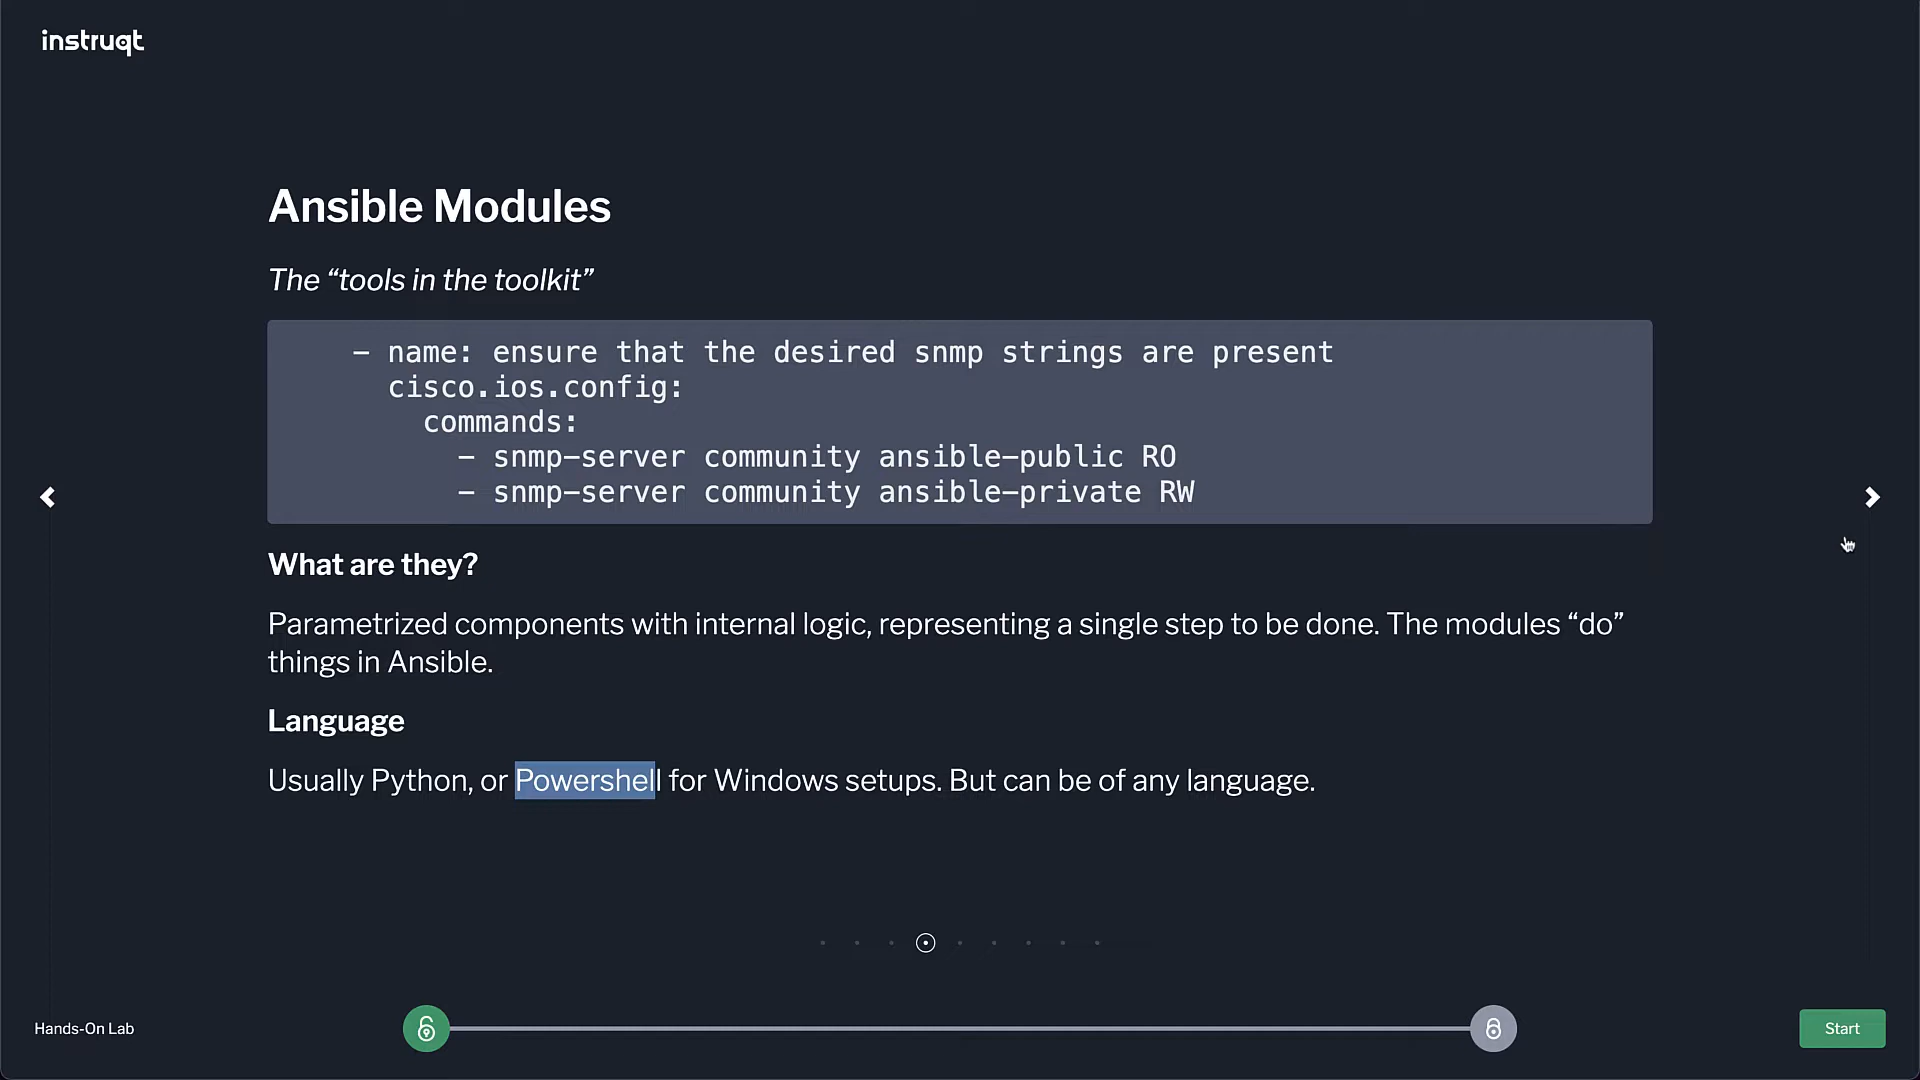 instruqt
Ansible Modules
The “tools in the toolkit”
- name: ensure that the desired snmp strings are present
cisco.ios.config:
commands:
- snmp-server community ansible-public RO
- snmp-server community ansible-private RW
What are they?
Parametrized components with internal logic, representing a single step to be done. The modules “do”
things in Ansible.
Language
Usually Python, or Powershell for Windows setups. But can be of any language.
Hands-On Lab
Start